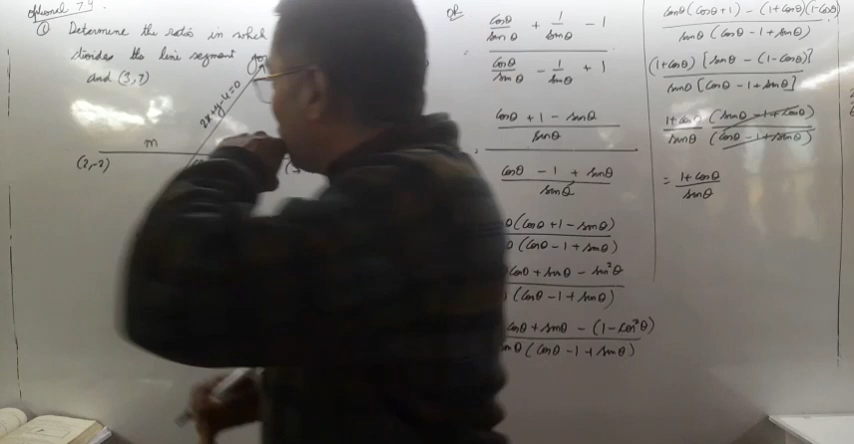 optional 7.4
① Determine the ratio in which
divides the line segment
and (3,7)
2x+y-4=0
m
(2,-2)
OR
cosθ/sinθ + 1/sinθ - 1
cosθ/sinθ - 1/sinθ + 1
cosθ + 1 - sinθ / sinθ
cosθ - 1 + sinθ / sinθ
θ(cosθ + 1 - sinθ)
θ(cosθ - 1 + sinθ)
cosθ + sinθ - sin²θ
(cosθ - 1 + sinθ)
cosθ + sinθ - (1 - cos²θ)
sinθ (cosθ - 1 + sinθ)
cosθ(cosθ+1) - (1+cosθ)(1-cosθ)
sinθ (cosθ - 1 + sinθ)
(1+cosθ) [sinθ - (1-cosθ)]
sinθ [cosθ - 1 + sinθ]
1+cosθ (sinθ - 1 + cosθ)
sinθ (cosθ - 1 + sinθ)
= 1+cosθ / sinθ